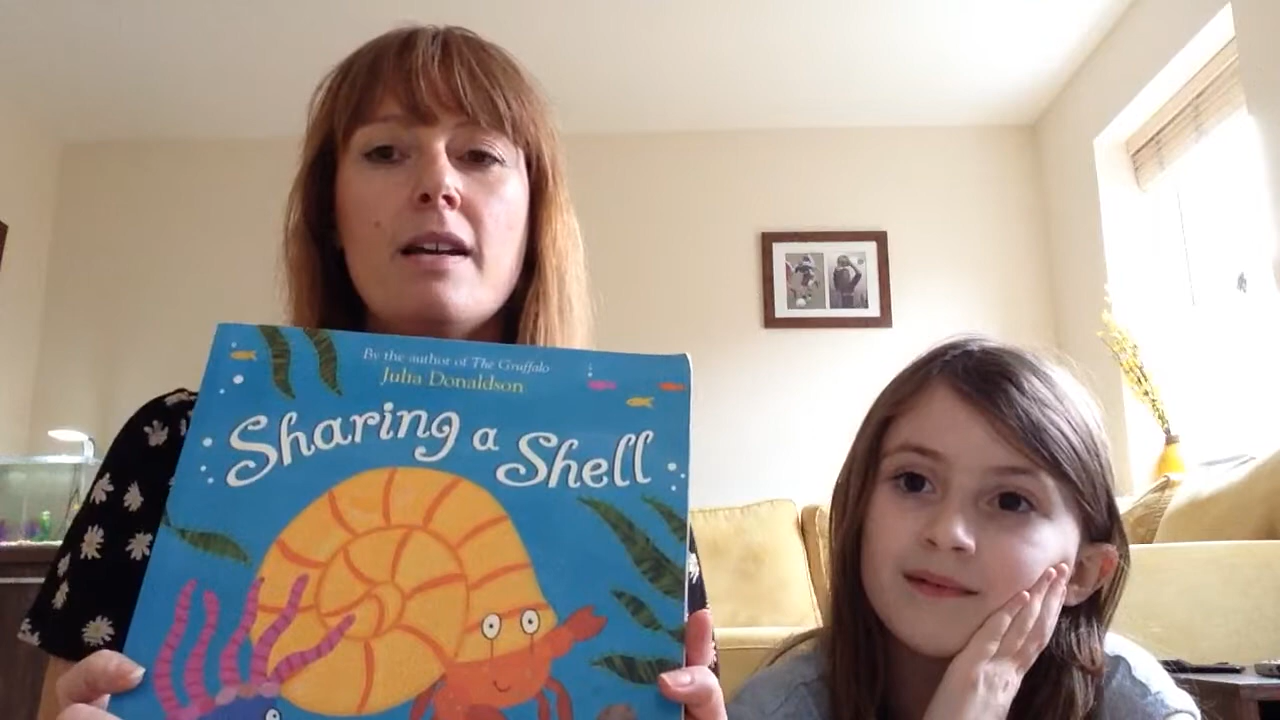 By the author of The Gruffalo
Julia Donaldson
Sharing a Shell